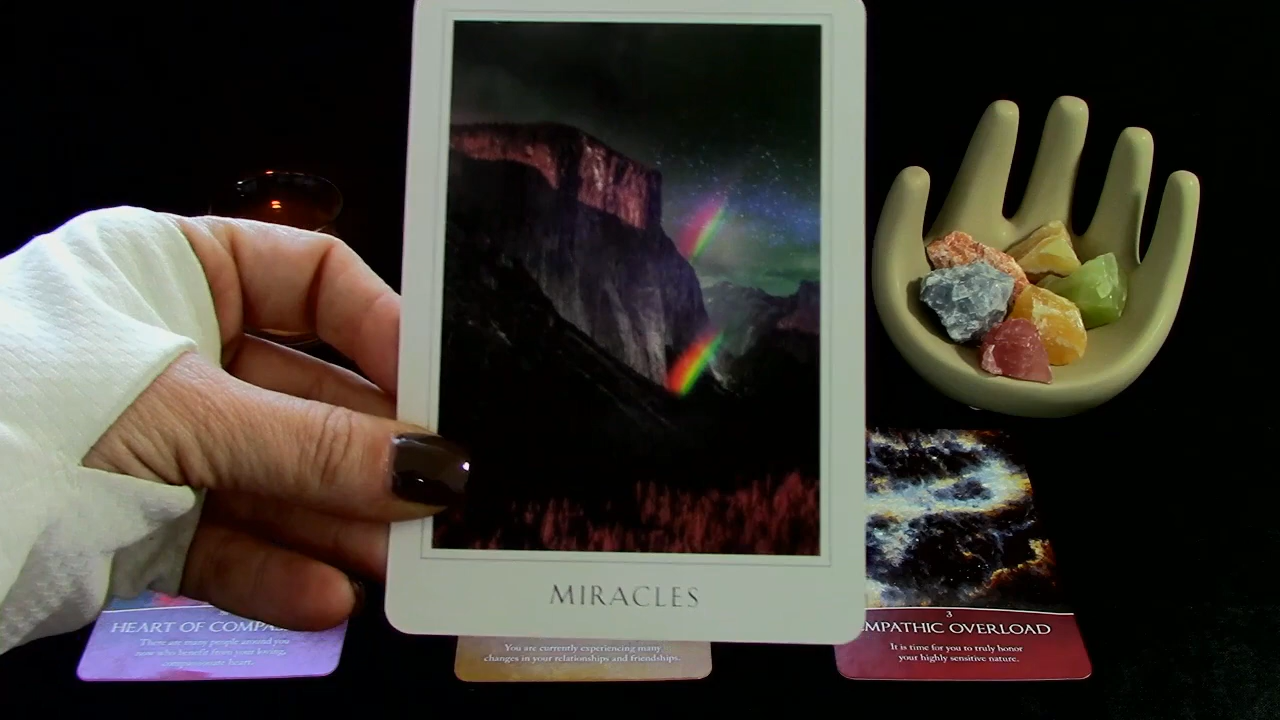 MIRACLES
HEART OF COMPA
There are many people around you
now who benefit from your loving,
compassionate heart.
You are currently experiencing many
changes in your relationships and friendships.
3
EMPATHIC OVERLOAD
It is time for you to truly honor
your highly sensitive nature.